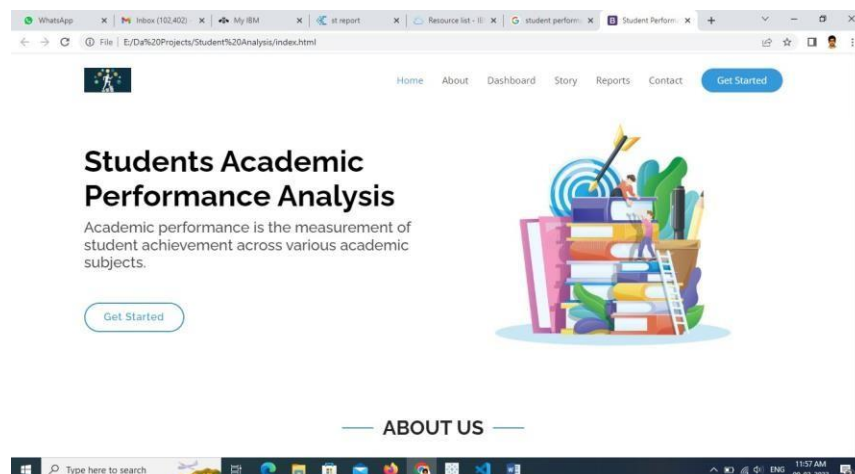 WhatsApp
Inbox (102,402)
My IBM
st report
Resource list - 
student perform
Student Perform
File E:/Da%20Projects/Student%20Analysis/index.html
Home About Dashboard Story Reports Contact Get Started
Students Academic
Performance Analysis
Academic performance is the measurement of
student achievement across various academic
subjects.
Get Started
ABOUT US
Type here to search
ENG
11:57 AM